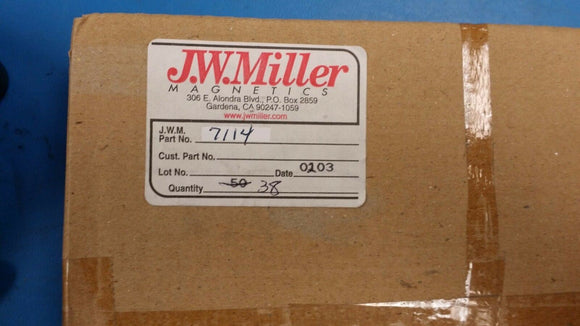 J.W.Miller
MAGNETICS
306 E. Alondra Blvd., P.O. Box 2859
Gardena, CA 90247-1059
www.jwmiller.com
J.W.M.
Part No. 7114
Cust. Part No.
Lot No. Date 0203
Quantity 50 38